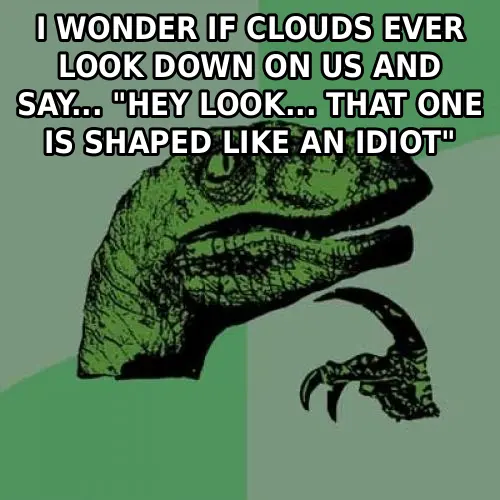 I WONDER IF CLOUDS EVER
LOOK DOWN ON US AND
SAY... "HEY LOOK... THAT ONE
IS SHAPED LIKE AN IDIOT"